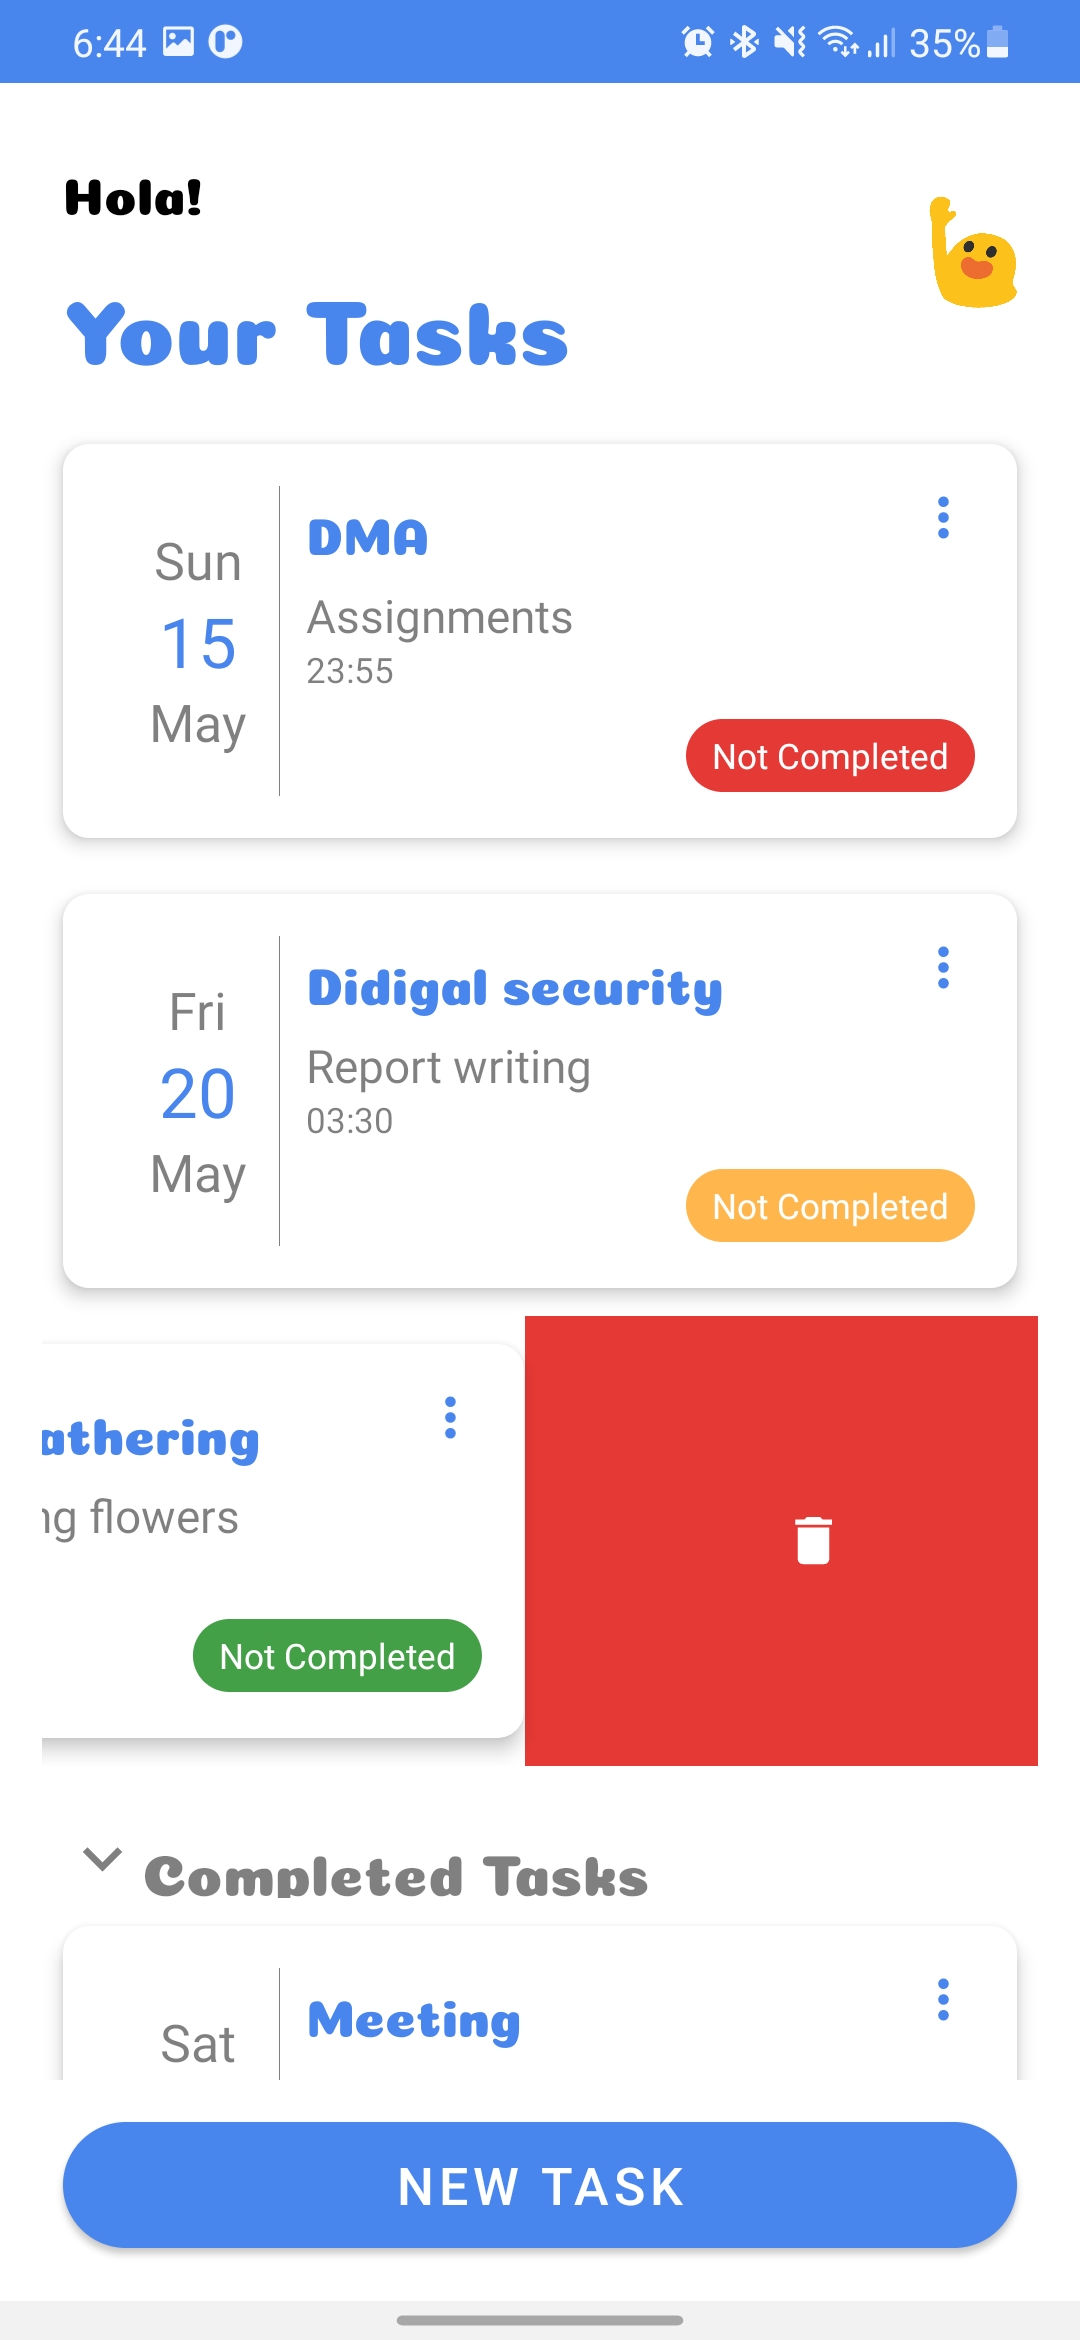 6:44
35%
Hola!
Your Tasks
Sun
15
May
DMA
Assignments
23:55
Not Completed
Fri
20
May
Didigal security
Report writing
03:30
Not Completed
athering
ng flowers
Not Completed
Completed Tasks
Sat
Meeting
NEW TASK